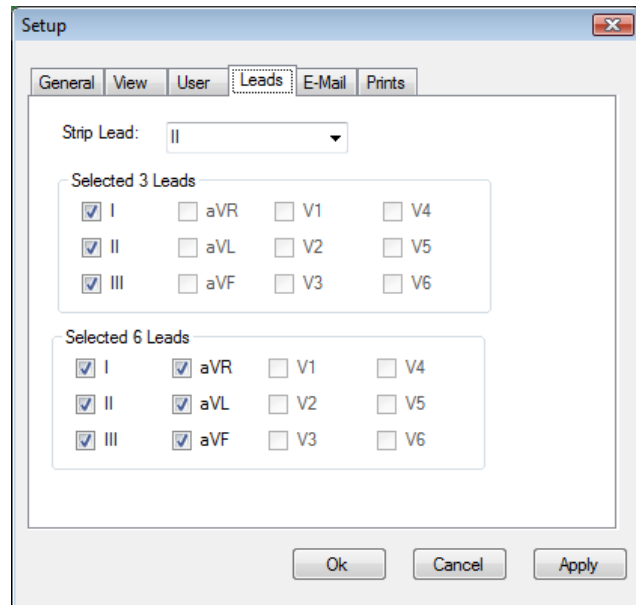 Setup
General View User Leads E-Mail Prints
Strip Lead: II
Selected 3 Leads
I aVR V1 V4
II aVL V2 V5
III aVF V3 V6
Selected 6 Leads
I aVR V1 V4
II aVL V2 V5
III aVF V3 V6
Ok Cancel Apply